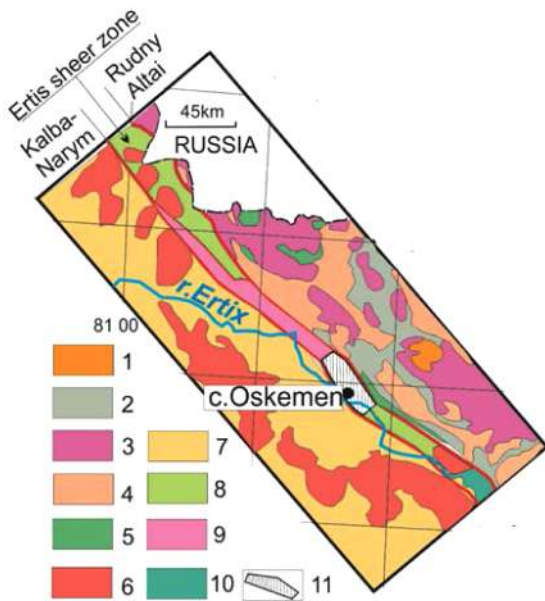 Ertis sheer zone
Rudny
Altai
Kalba-
Narym
45km
RUSSIA
r.Ertix
81 00
c.Oskemen
1
2
3
4
5
6
7
8
9
10
11